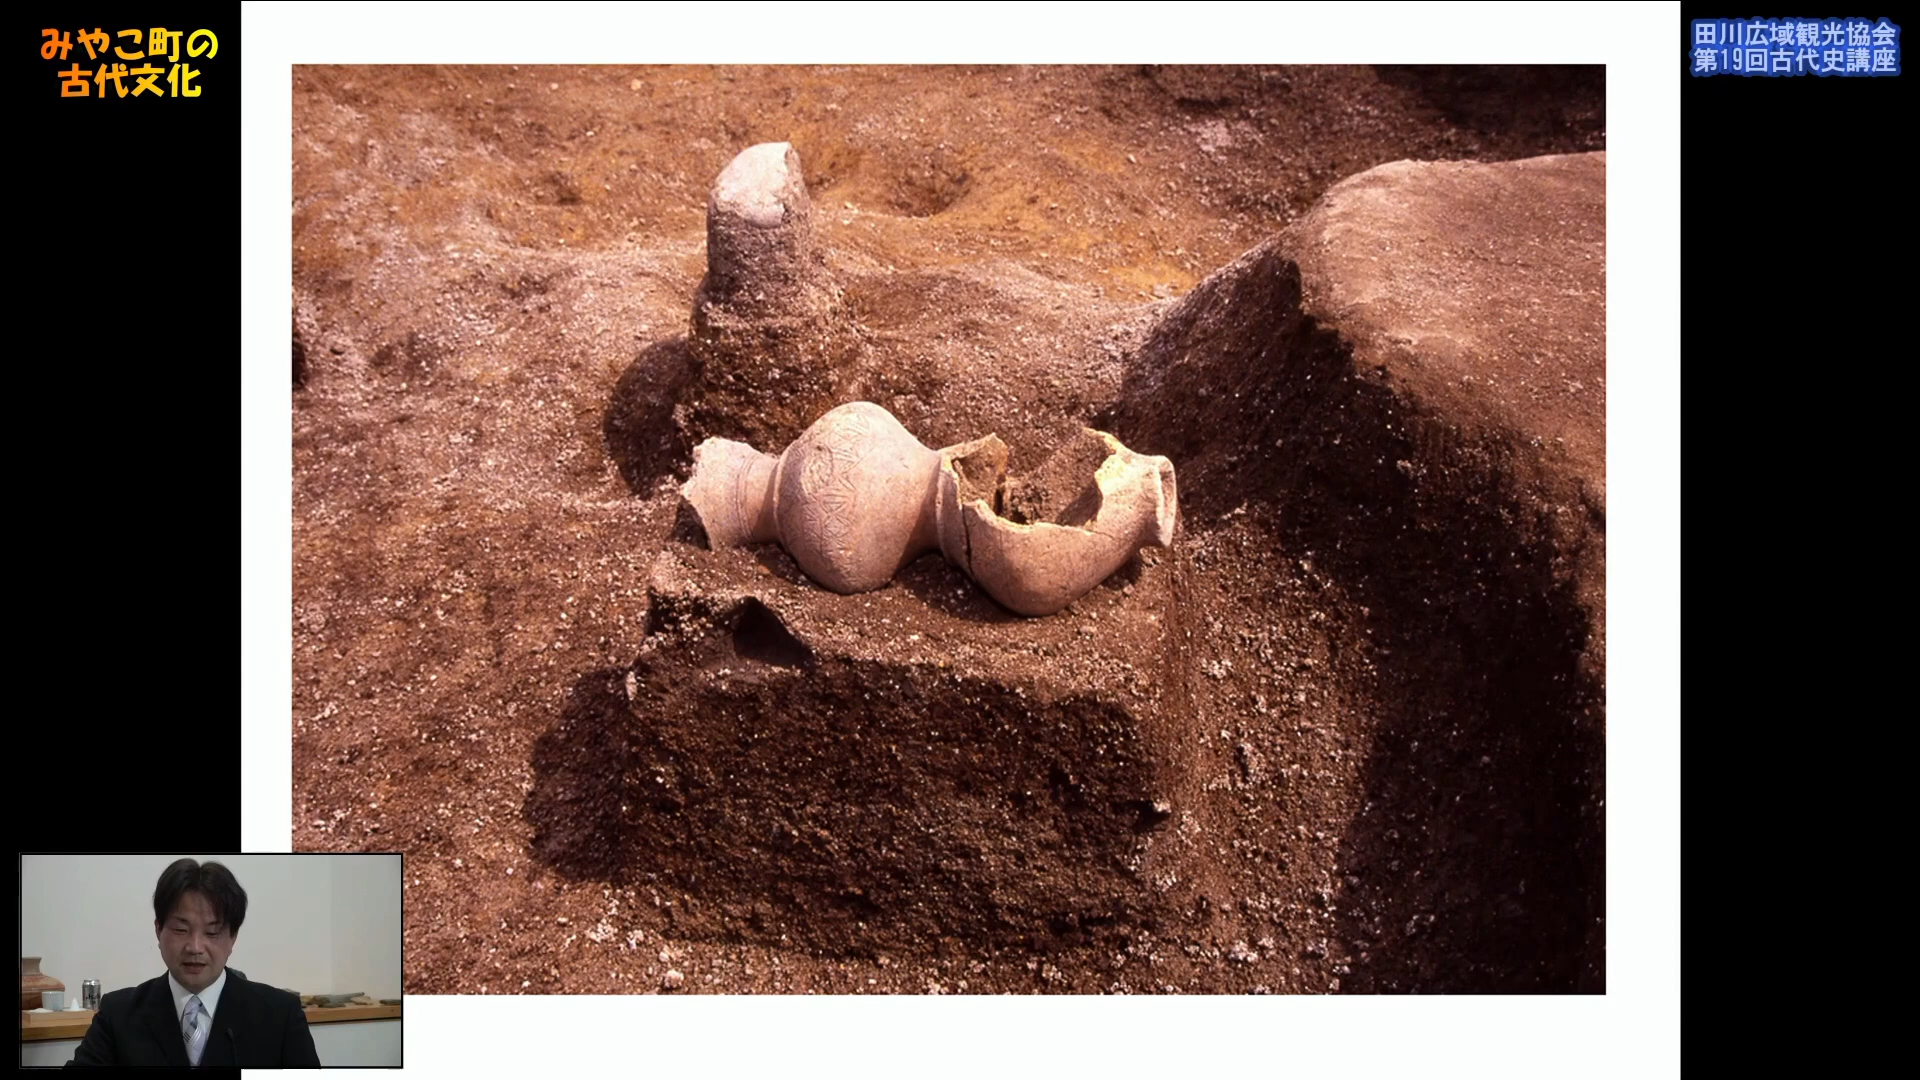 みやこ町の
古代文化
田川広域観光協会
第19回古代史講座